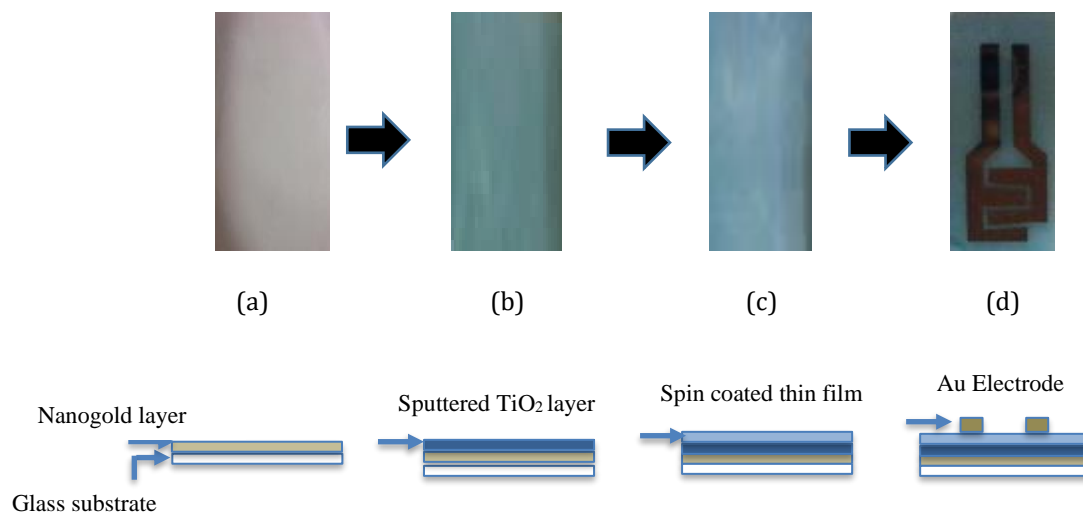 (a)
(b)
(c)
(d)
Nanogold layer
Glass substrate
Sputtered TiO₂ layer
Spin coated thin film
Au Electrode